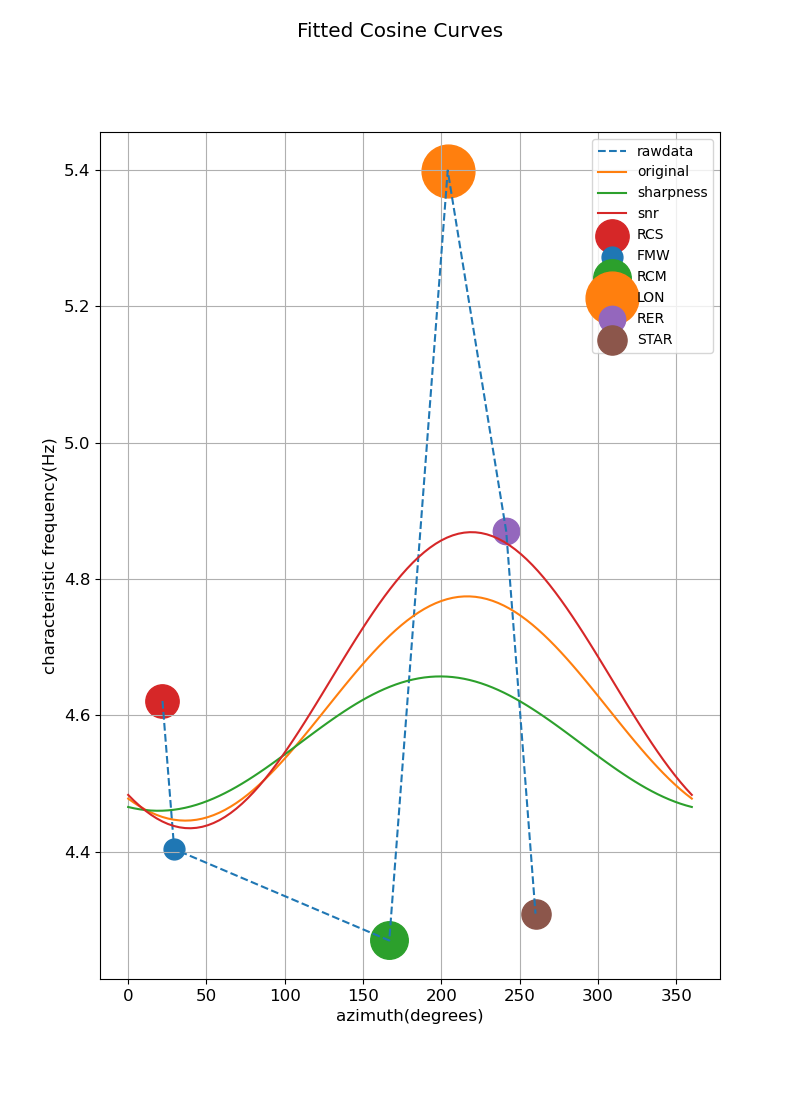 Fitted Cosine Curves
rawdata
original
sharpness
snr
RCS
FMW
RCM
LON
RER
STAR
characteristic frequency(Hz)
5.4
5.2
5.0
4.8
4.6
4.4
0 50 100 150 200 250 300 350
azimuth(degrees)